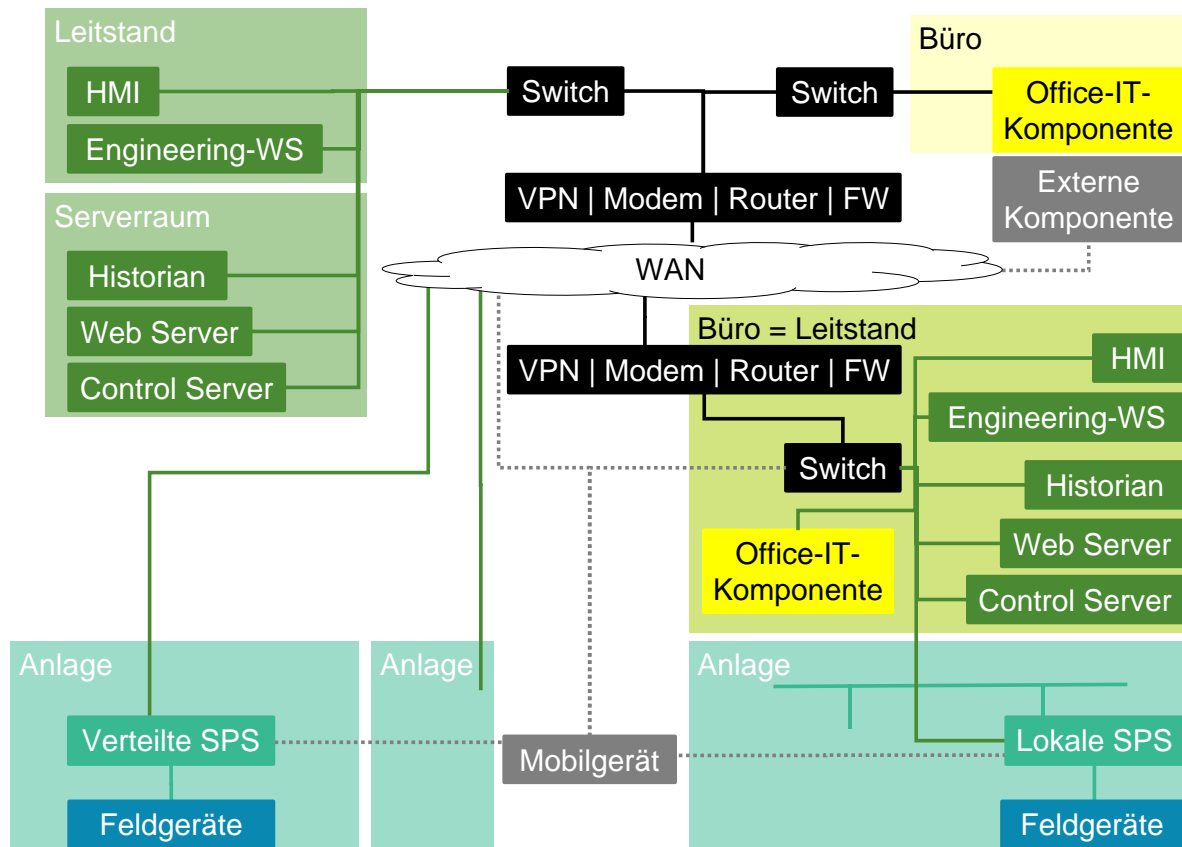 Leitstand
HMI
Engineering-WS
Serverraum
Historian
Web Server
Control Server
Switch
Switch
Büro
Office-IT-
Komponente
Externe
Komponente
VPN | Modem | Router | FW
WAN
VPN | Modem | Router | FW
Büro = Leitstand
HMI
Engineering-WS
Switch
Historian
Office-IT-
Komponente
Web Server
Control Server
Anlage
Verteilte SPS
Feldgeräte
Anlage
Mobilgerät
Anlage
Lokale SPS
Feldgeräte